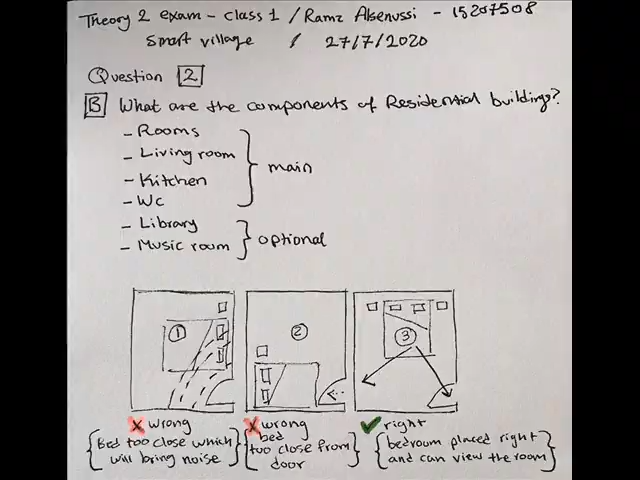 Theory 2 exam - class 1 / Ramz Alsenussi - 15207508
Smart village / 27/7/2020
Question 2
B What are the components of Residential buildings?
- Rooms
- Living room
- Kitchen
- Wc
main
- Library
- Music room
optional
1
2
3
wrong
Bed too close which
will bring noise
wrong
bed
too close from
door
right
bedroom placed right
and can view the room